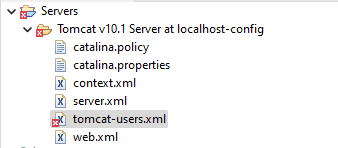 Servers
Tomcat v10.1 Server at localhost-config
catalina.policy
catalina.properties
context.xml
server.xml
tomcat-users.xml
web.xml